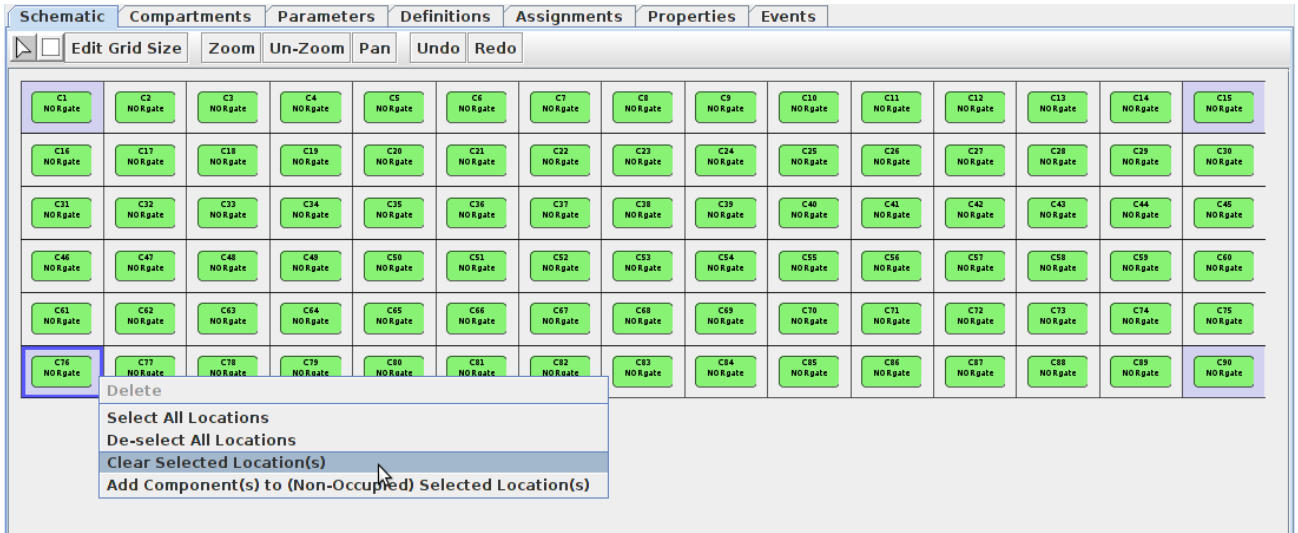 Schematic Compartments Parameters Definitions Assignments Properties Events
Edit Grid Size Zoom Un-Zoom Pan Undo Redo
C1 C2 C3 C4 C5 C6 C7 C8 C9 C10 C11 C12 C13 C14 C15
NORgate NORgate NORgate NORgate NORgate NORgate NORgate NORgate NORgate NORgate NORgate NORgate NORgate NORgate NORgate
C16 C17 C18 C19 C20 C21 C22 C23 C24 C25 C26 C27 C28 C29 C30
NORgate NORgate NORgate NORgate NORgate NORgate NORgate NORgate NORgate NORgate NORgate NORgate NORgate NORgate NORgate
C31 C32 C33 C34 C35 C36 C37 C38 C39 C40 C41 C42 C43 C44 C45
NORgate NORgate NORgate NORgate NORgate NORgate NORgate NORgate NORgate NORgate NORgate NORgate NORgate NORgate NORgate
C46 C47 C48 C49 C50 C51 C52 C53 C54 C55 C56 C57 C58 C59 C60
NORgate NORgate NORgate NORgate NORgate NORgate NORgate NORgate NORgate NORgate NORgate NORgate NORgate NORgate NORgate
C61 C62 C63 C64 C65 C66 C67 C68 C69 C70 C71 C72 C73 C74 C75
NORgate NORgate NORgate NORgate NORgate NORgate NORgate NORgate NORgate NORgate NORgate NORgate NORgate NORgate NORgate
C76 C77 C78 C79 C80 C81 C82 C83 C84 C85 C86 C87 C88 C89 C90
NORgate NORgate NORgate NORgate NORgate NORgate NORgate NORgate NORgate NORgate NORgate NORgate NORgate NORgate NORgate
Delete
Select All Locations
De-select All Locations
Clear Selected Location(s)
Add Component(s) to (Non-Occupied) Selected Location(s)